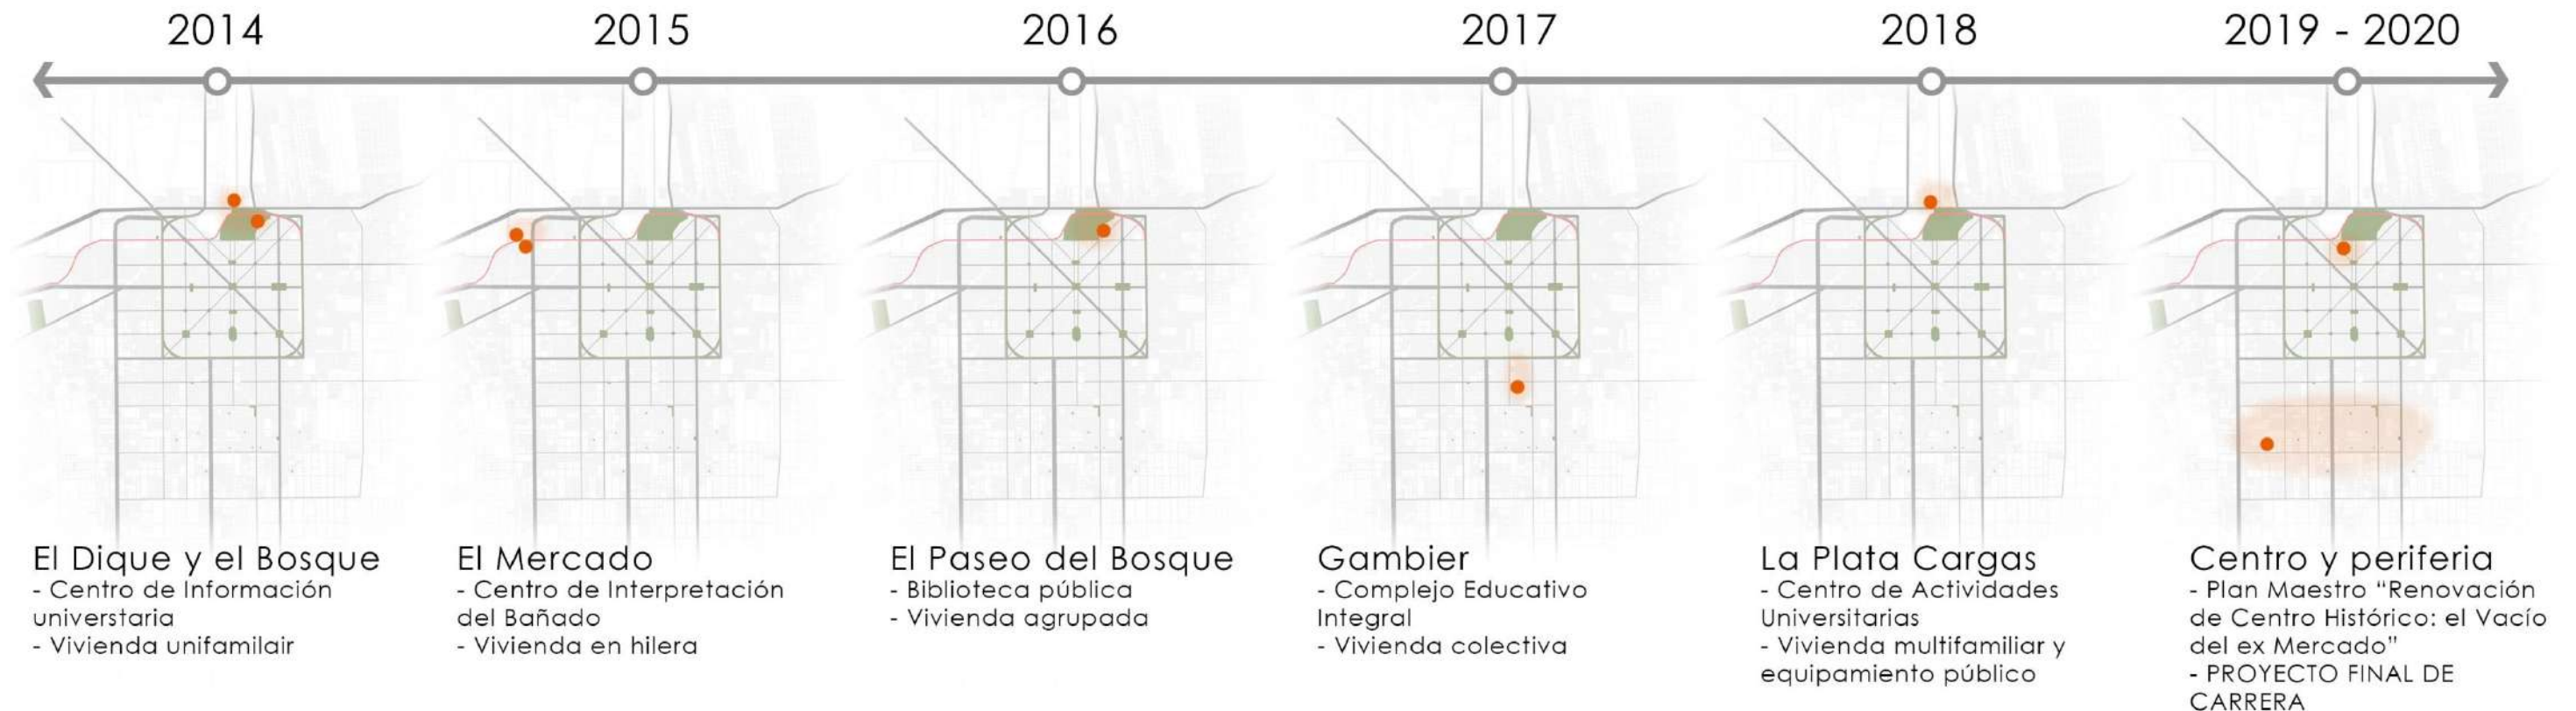 2014
2015
2016
2017
2018
2019 - 2020
El Dique y el Bosque
- Centro de Información
universtaria
- Vivienda unifamilair
El Mercado
- Centro de Interpretación
del Bañado
- Vivienda en hilera
El Paseo del Bosque
- Biblioteca pública
- Vivienda agrupada
Gambier
- Complejo Educativo
Integral
- Vivienda colectiva
La Plata Cargas
- Centro de Actividades
Universitarias
- Vivienda multifamiliar y
equipamiento público
Centro y periferia
- Plan Maestro “Renovación
de Centro Histórico: el Vacío
del ex Mercado”
- PROYECTO FINAL DE
CARRERA